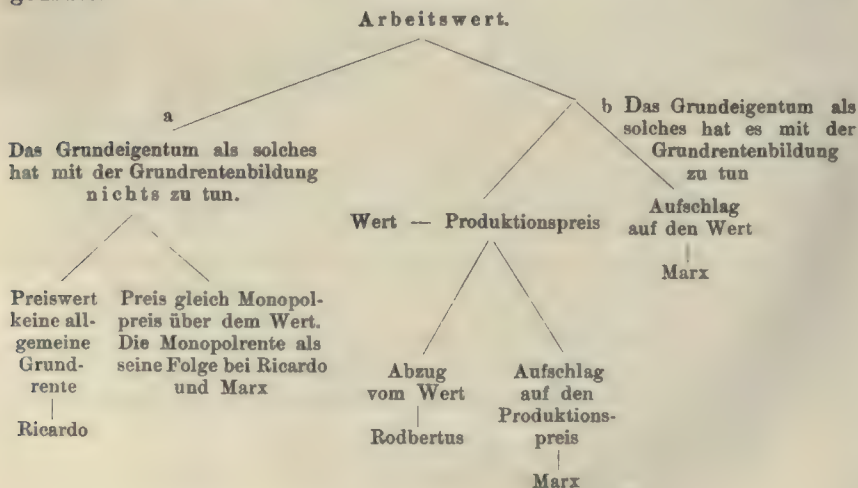 Arbeitswert.
a
Das Grundeigentum als solches
hat mit der Grundrentenbildung
nichts zu tun.
b Das Grundeigentum als
solches hat es mit der
Grundrentenbildung
zu tun
Wert — Produktionspreis
Aufschlag
auf den Wert
Marx
Preiswert
keine all-
gemeine
Grund-
rente
Ricardo
Preis gleich Monopol-
preis über dem Wert.
Die Monopolrente als
seine Folge bei Ricardo
und Marx
Abzug
vom Wert
Rodbertus
Aufschlag
auf den
Produktions-
preis
Marx